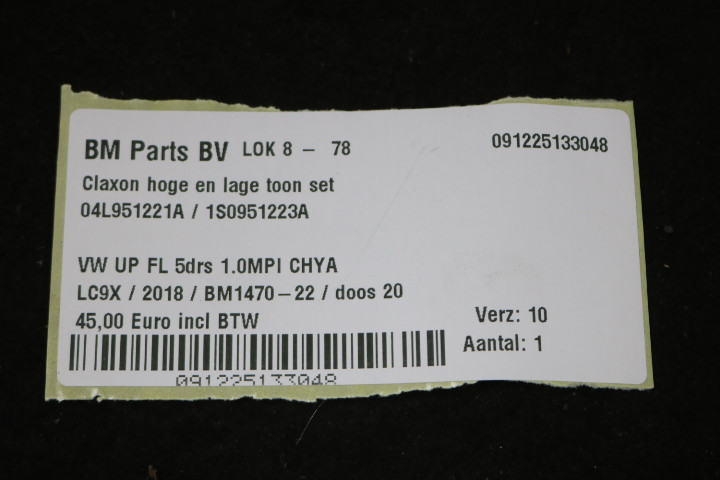 BM Parts BV LOK 8 - 78
091225133048
Claxon hoge en lage toon set
04L951221A / 1S0951223A
VW UP FL 5drs 1.0MPI CHYA
LC9X / 2018 / BM1470-22 / doos 20
45,00 Euro incl BTW
Verz: 10
Aantal: 1
091225133048